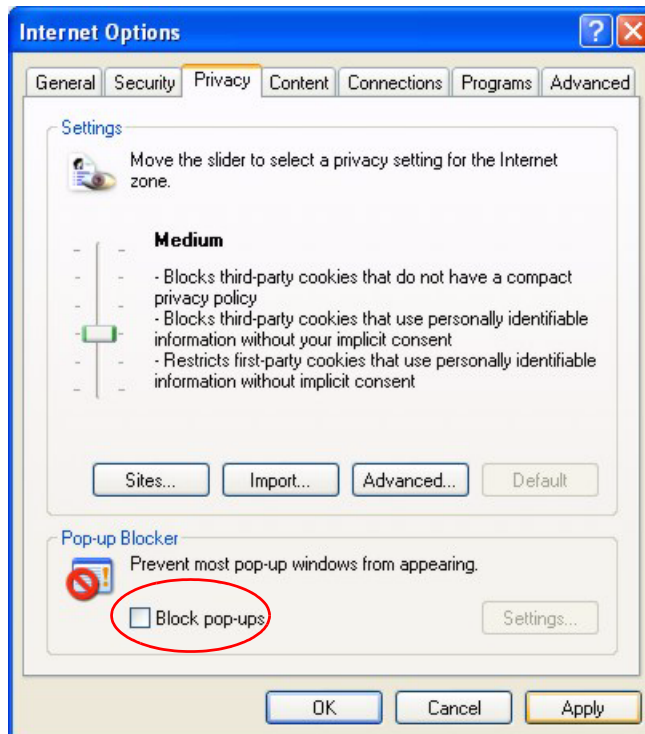 Internet Options
General Security Privacy Content Connections Programs Advanced
Settings
Move the slider to select a privacy setting for the Internet
zone.
Medium
- Blocks third-party cookies that do not have a compact
privacy policy
- Blocks third-party cookies that use personally identifiable
information without your implicit consent
- Restricts first-party cookies that use personally identifiable
information without implicit consent
Sites... Import... Advanced... Default
Pop-up Blocker
Prevent most pop-up windows from appearing.
Block pop-ups Settings...
OK Cancel Apply